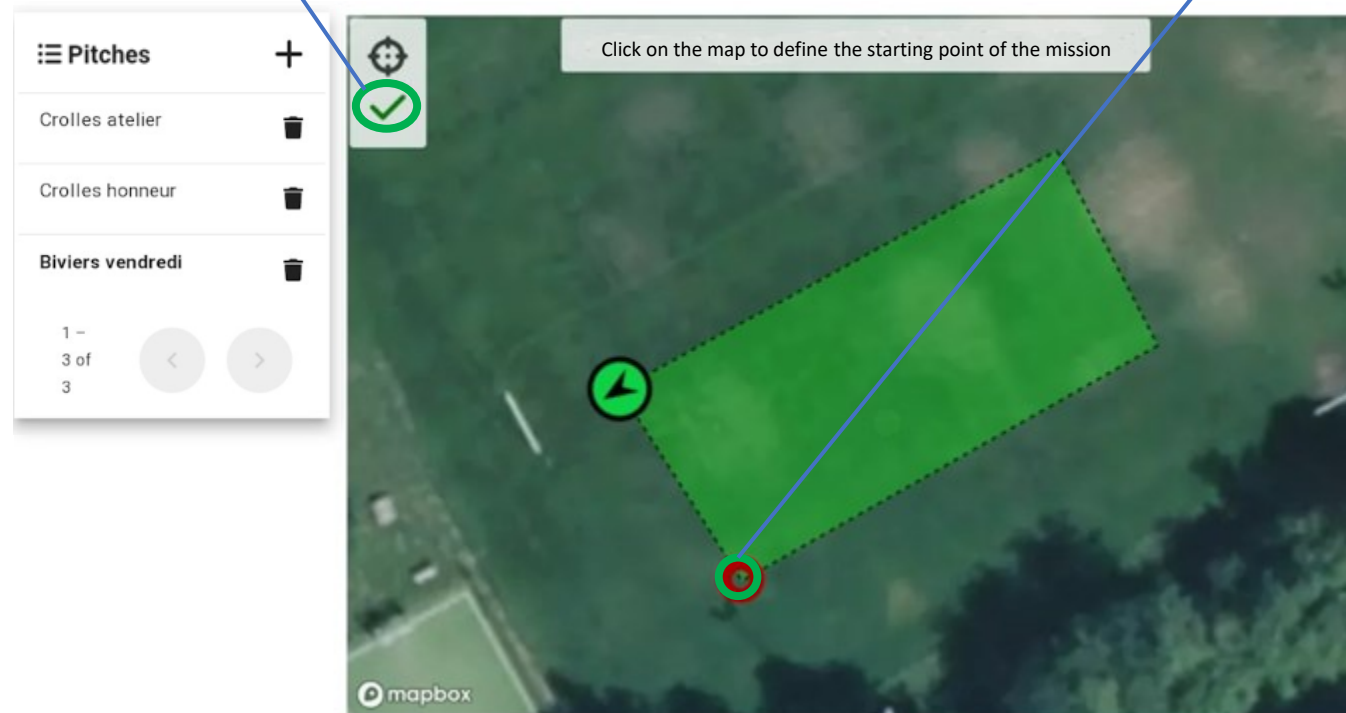 Pitches
Crolles atelier
Crolles honneur
Biviers vendredi
1 –
3 of
3
Click on the map to define the starting point of the mission
mapbox